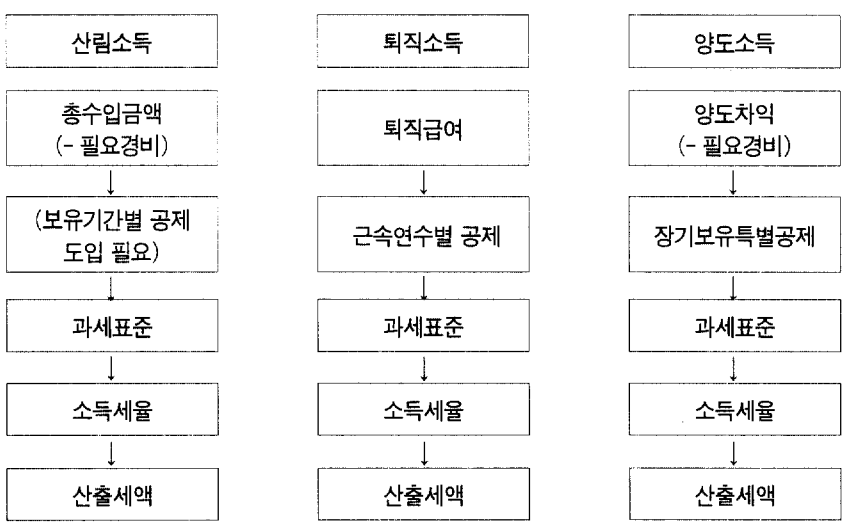 산림소득
퇴직소득
양도소득
총수입금액
(- 필요경비)
퇴직급여
양도차익
(- 필요경비)
(보유기간별 공제
도입 필요)
근속연수별 공제
장기보유특별공제
과세표준
과세표준
과세표준
소득세율
소득세율
소득세율
산출세액
산출세액
산출세액